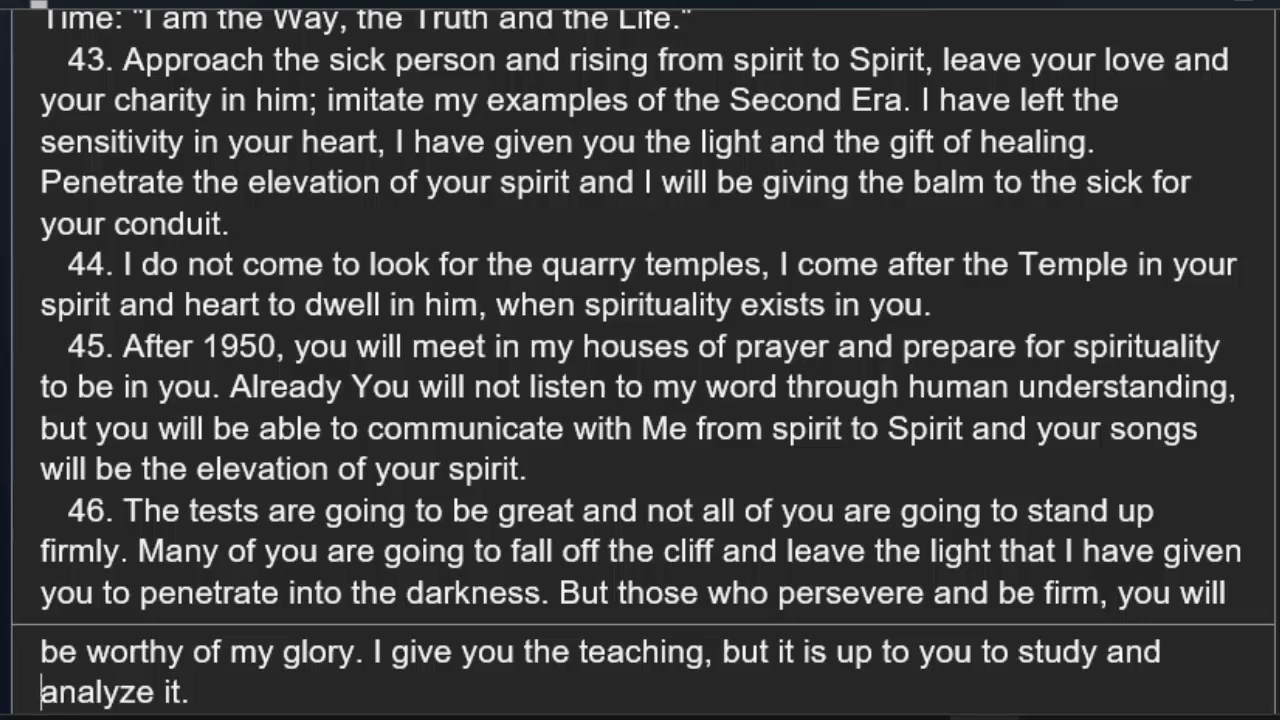 Time: "I am the Way, the Truth and the Life."
43. Approach the sick person and rising from spirit to Spirit, leave your love and
your charity in him; imitate my examples of the Second Era. I have left the
sensitivity in your heart, I have given you the light and the gift of healing.
Penetrate the elevation of your spirit and I will be giving the balm to the sick for
your conduit.
44. I do not come to look for the quarry temples, I come after the Temple in your
spirit and heart to dwell in him, when spirituality exists in you.
45. After 1950, you will meet in my houses of prayer and prepare for spirituality
to be in you. Already You will not listen to my word through human understanding,
but you will be able to communicate with Me from spirit to Spirit and your songs
will be the elevation of your spirit.
46. The tests are going to be great and not all of you are going to stand up
firmly. Many of you are going to fall off the cliff and leave the light that I have given
you to penetrate into the darkness. But those who persevere and be firm, you will
be worthy of my glory. I give you the teaching, but it is up to you to study and
analyze it.